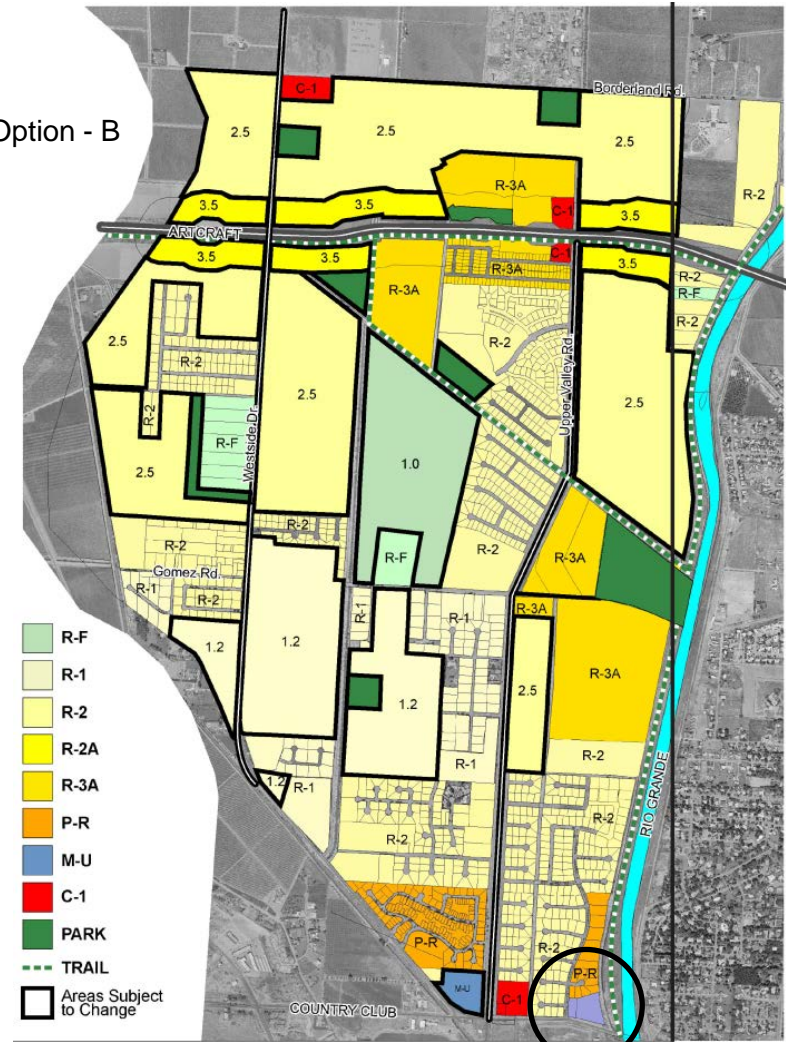 Option - B
C-1
Borderland Rd.
2.5
2.5
2.5
R-2
R-3A
3.5
3.5
C-1
3.5
ARTCRAFT
C-1
3.5
3.5
3.5
R-3A
R-2
R-F
R-2
R-3A
R-2
2.5
R-2
2.5
2.5
Upper Valley Rd.
R-2
R-F
Westside Dr.
1.0
2.5
R-2
R-2
R-2
R-F
R-3A
Gomez Rd.
R-1
R-2
R-1
R-1
R-3A
1.2
1.2
1.2
2.5
R-3A
R-2
R-1
1.2
R-1
R-2
R-2
RIO GRANDE
P-R
R-2
P-R
M-U
C-1
COUNTRY CLUB
R-F
R-1
R-2
R-2A
R-3A
P-R
M-U
C-1
PARK
TRAIL
Areas Subject
to Change